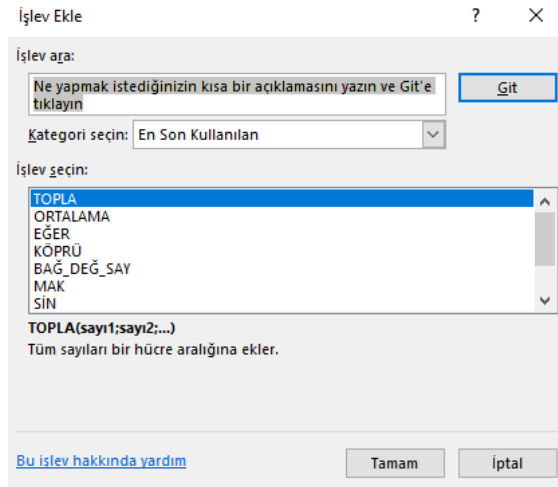 İşlev Ekle ? ×
İşlev ara:
Ne yapmak istediğinizin kısa bir açıklamasını yazın ve Git'e
tıklayın
Git
Kategori seçin: En Son Kullanılan
İşlev seçin:
TOPLA
ORTALAMA
EĞER
KÖPRÜ
BAĞ_DEĞ_SAY
MAK
SİN
TOPLA(sayı1;sayı2;...)
Tüm sayıları bir hücre aralığına ekler.
Bu işlev hakkında yardım
Tamam
İptal